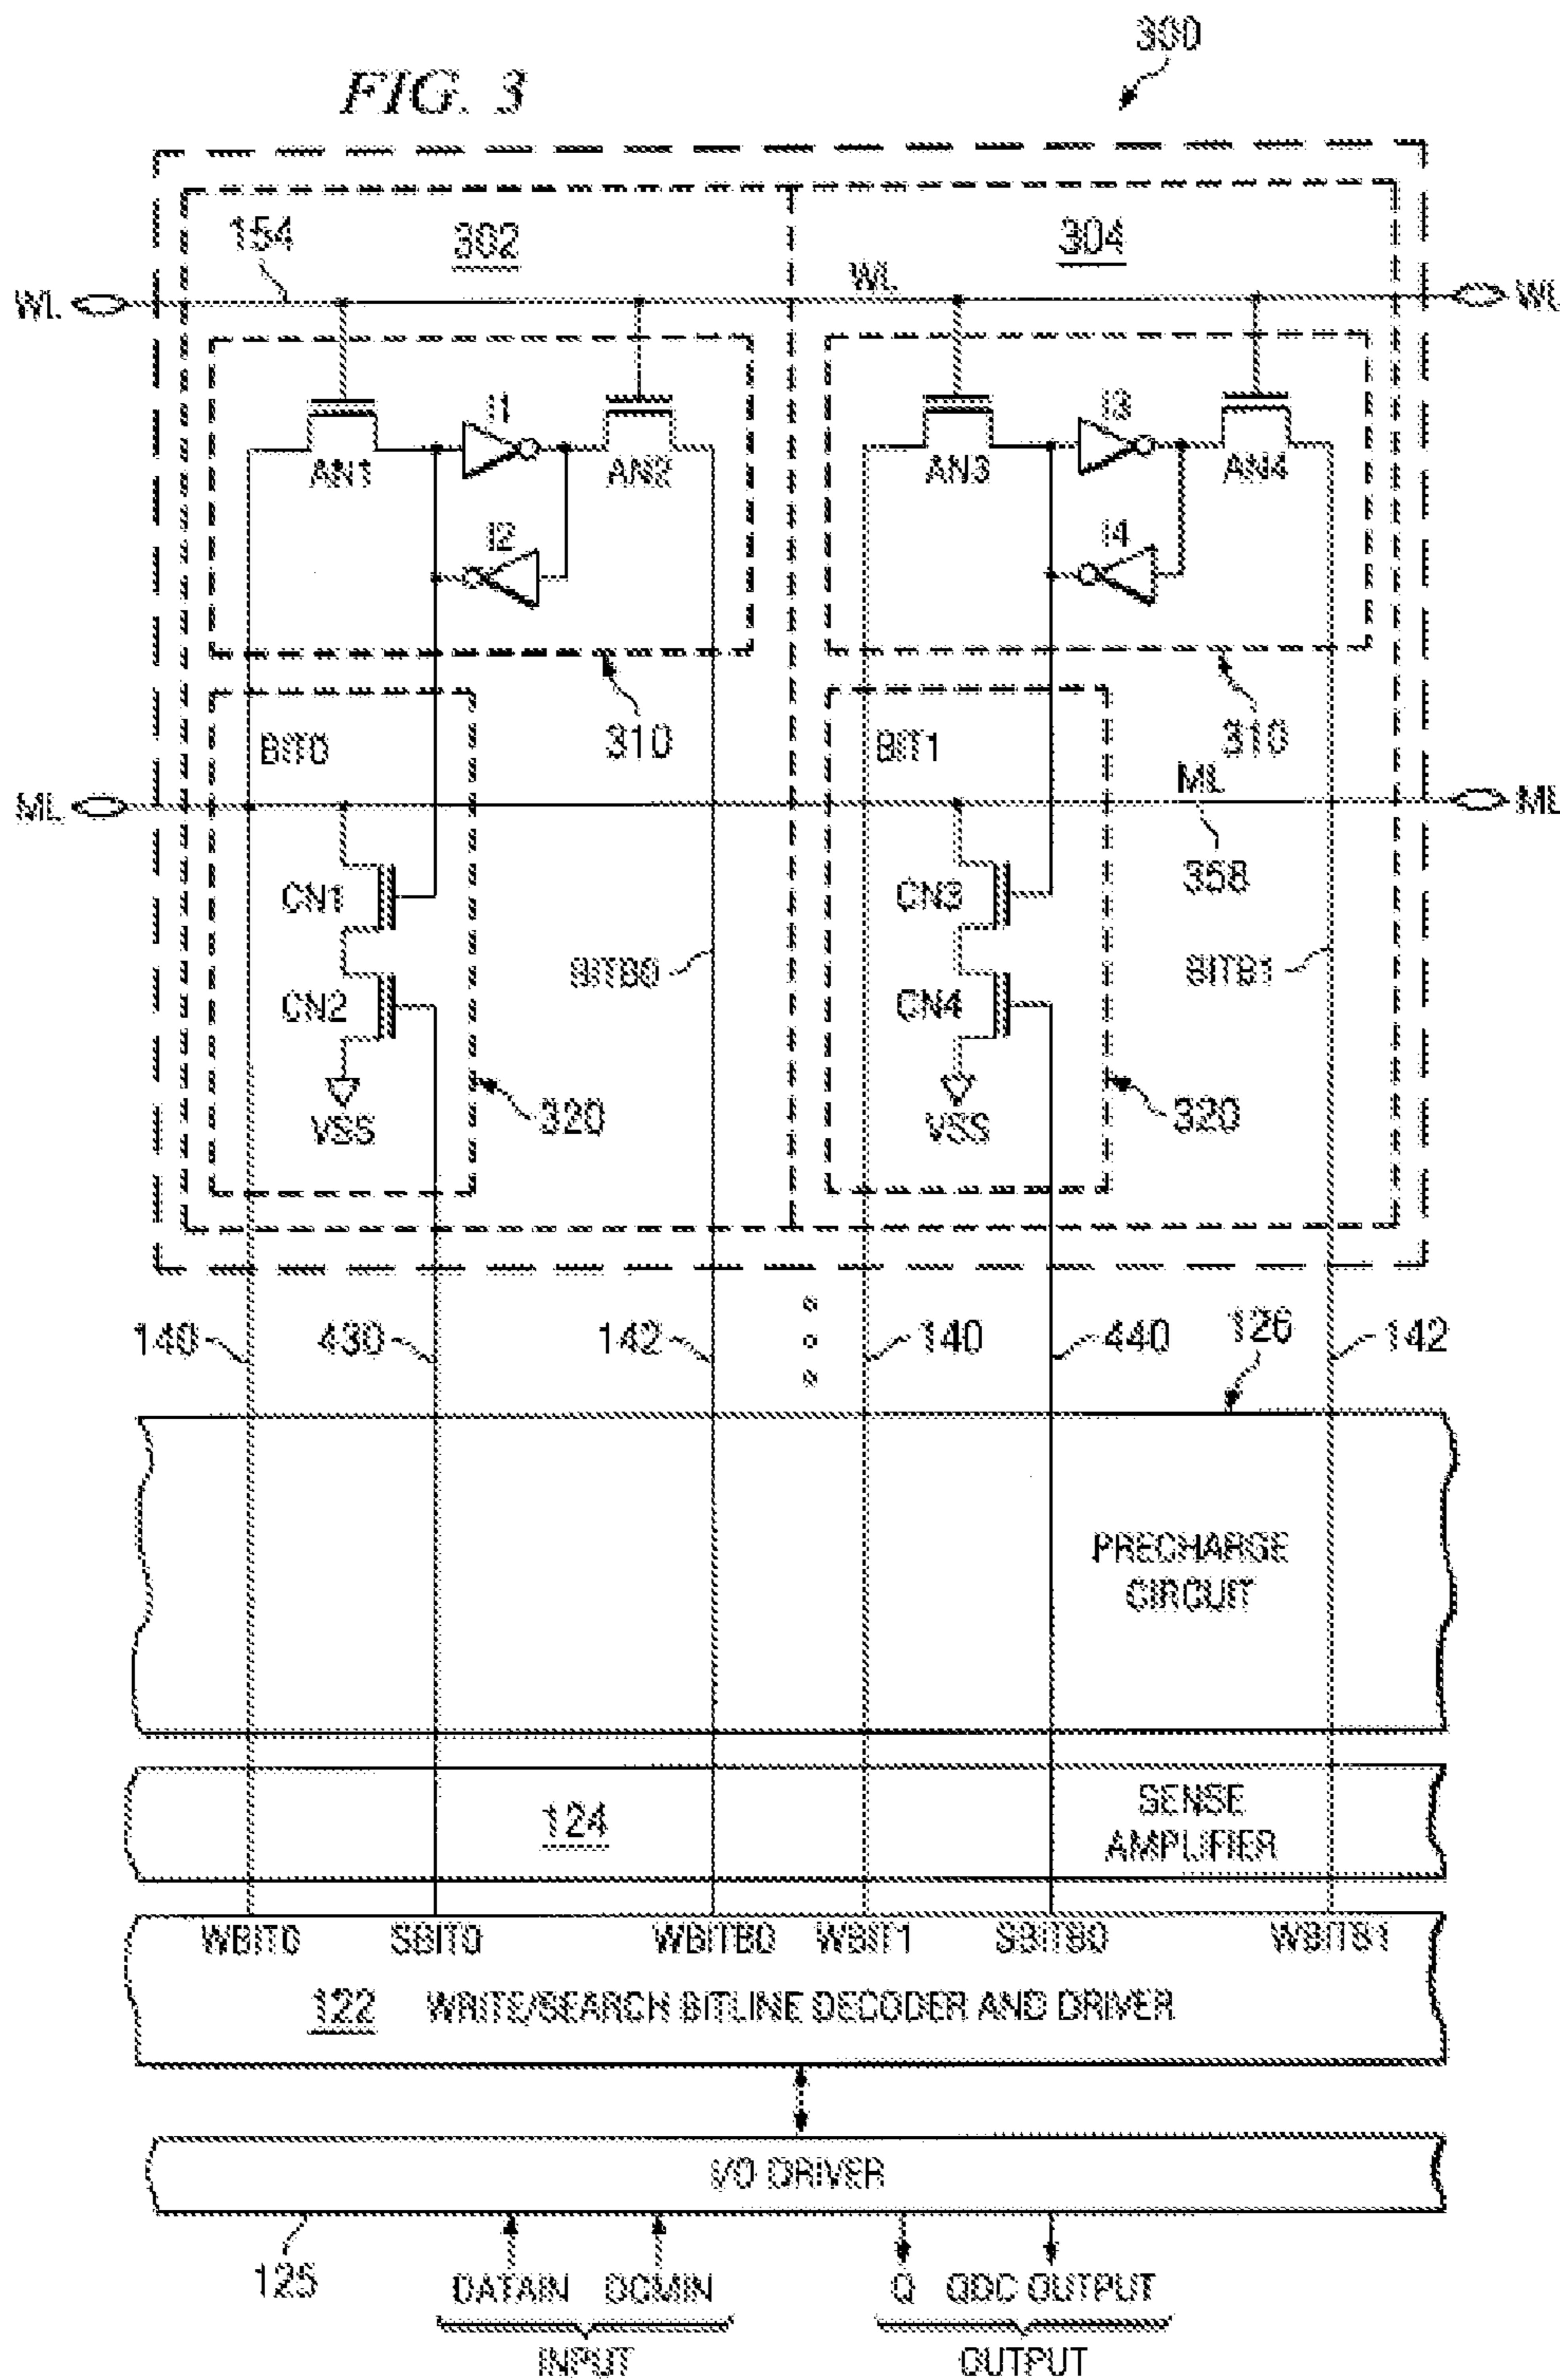 300
FIG. 3
154
302
304
WL
WL
WL
I1
I3
AN1
AN2
AN3
AN4
I2
I4
310
310
BIT0
BIT1
ML
ML
ML
358
CN1
CN3
BITB0
BITB1
CN2
CN4
320
320
VSS
VSS
140
430
142
140
440
126
142
PRECHARGE
CIRCUIT
124
SENSE
AMPLIFIER
WBIT0 SBIT0 WBITB0 WBIT1 SBITB0 WBITB1
122 WRITE/SEARCH BITLINE DECODER AND DRIVER
I/O DRIVER
125
DATAIN DCMIN Q QDC OUTPUT
INPUT OUTPUT